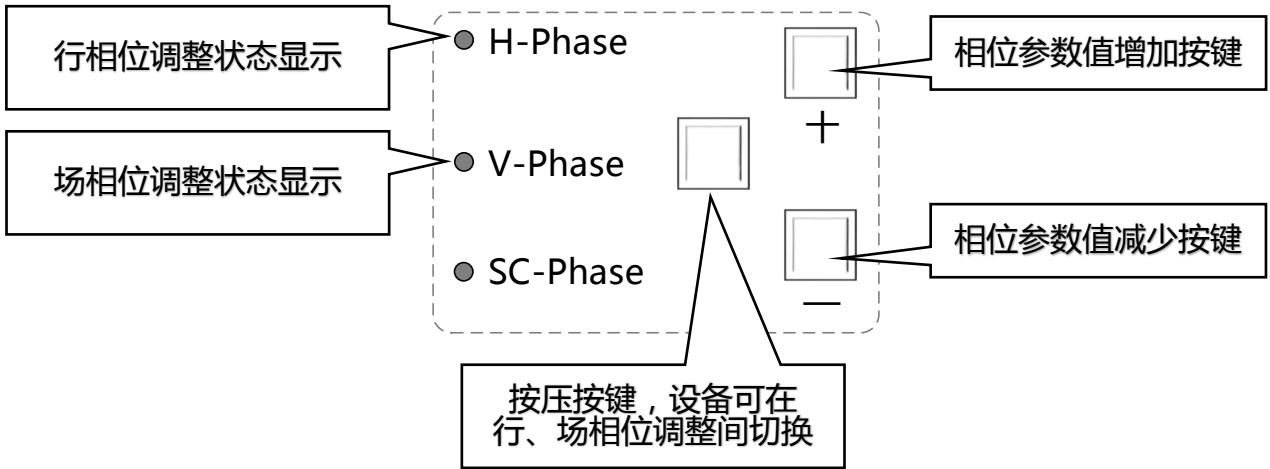 行相位调整状态显示
H-Phase
相位参数值增加按键
+
场相位调整状态显示
V-Phase
相位参数值减少按键
SC-Phase
—
按压按键，设备可在
行、场相位调整间切换